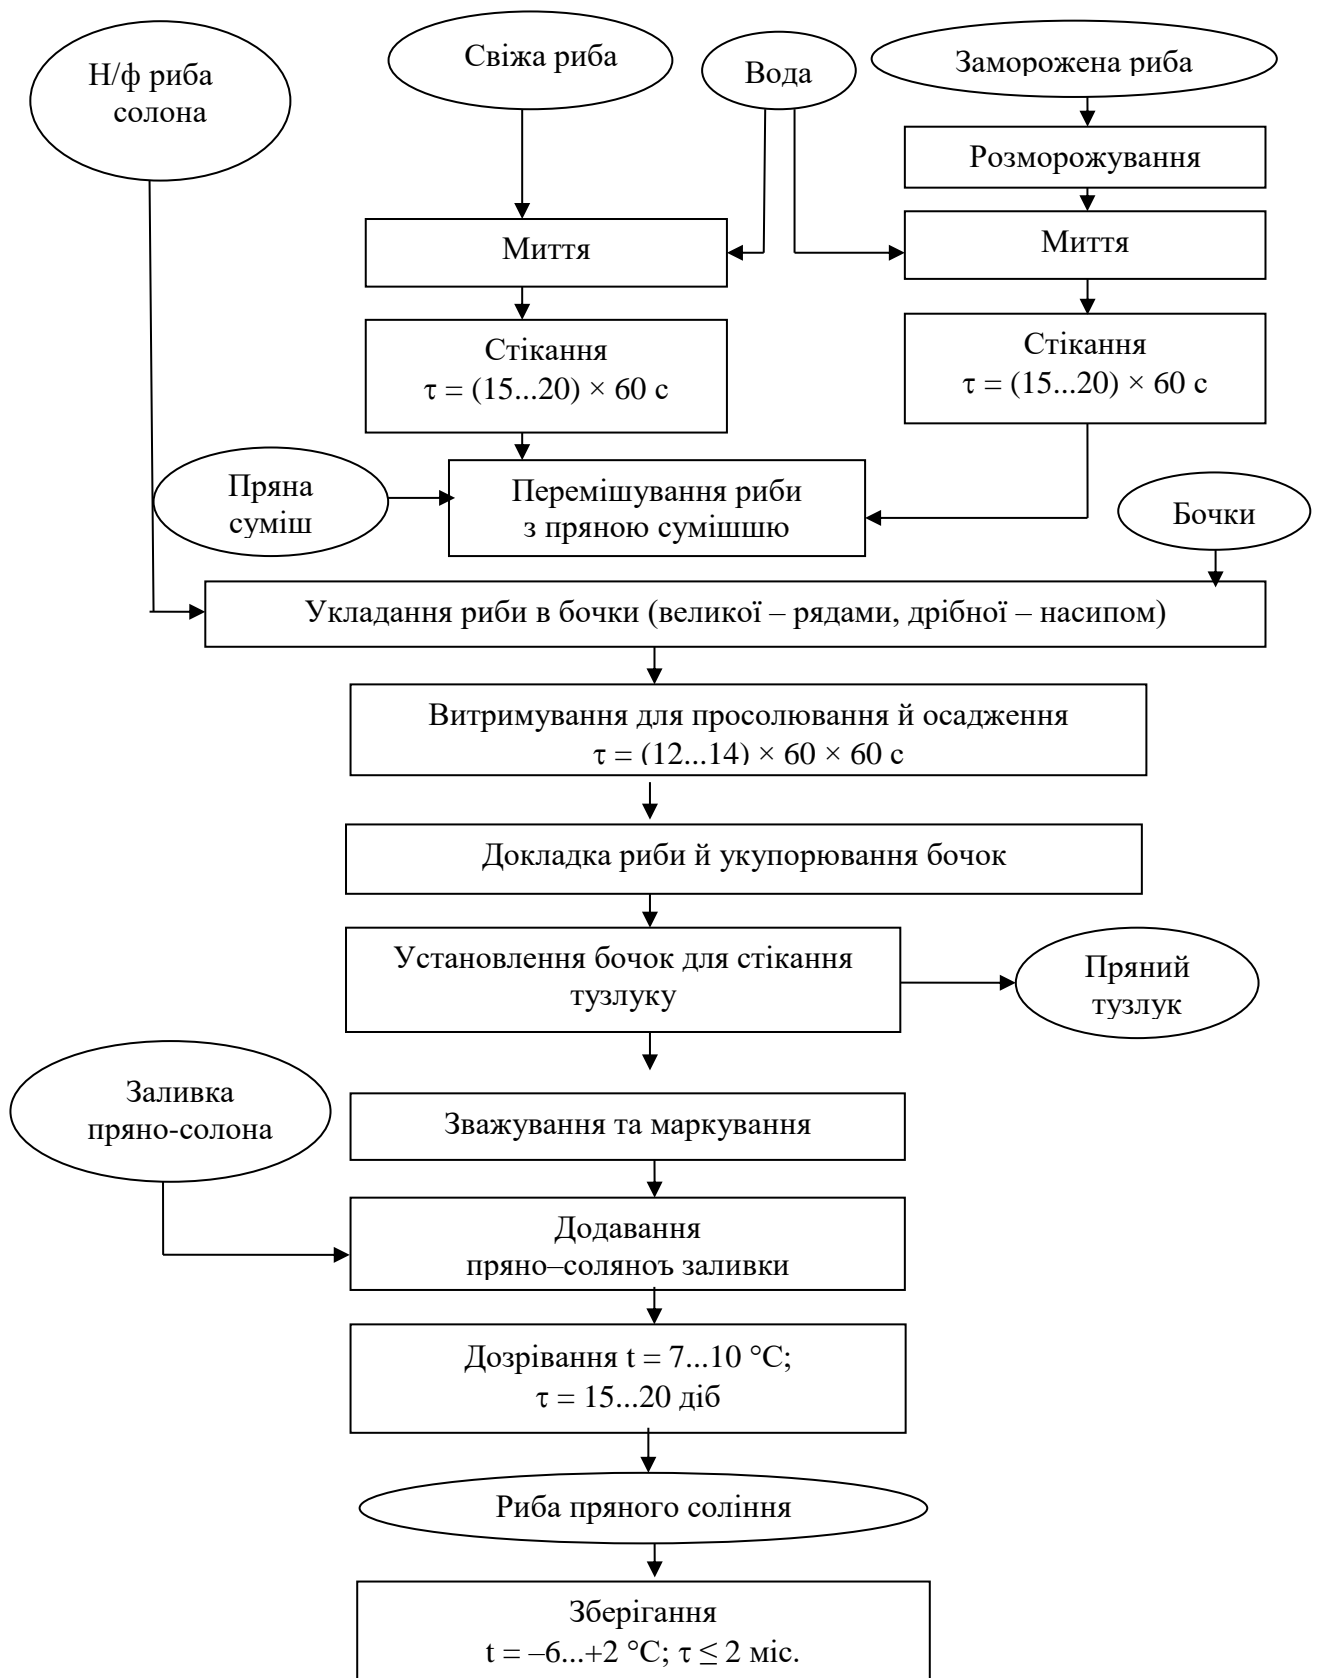 Н/ф риба
солона
Свіжа риба
Вода
Заморожена риба
Розморожування
Миття
Миття
Стікання
τ = (15...20) × 60 с
Стікання
τ = (15...20) × 60 с
Пряна
суміш
Перемішування риби
з пряною сумішшю
Бочки
Укладання риби в бочки (великої – рядами, дрібної – насипом)
Витримування для просолювання й осадження
τ = (12...14) × 60 × 60 с
Докладка риби й укупорювання бочок
Установлення бочок для стікання
тузлуку
Пряний
тузлук
Заливка
пряно-солона
Зважування та маркування
Додавання
пряно–соляноъ заливки
Дозрівання t = 7...10 °С;
τ = 15...20 діб
Риба пряного соління
Зберігання
t = –6...+2 °С; τ ≤ 2 міс.